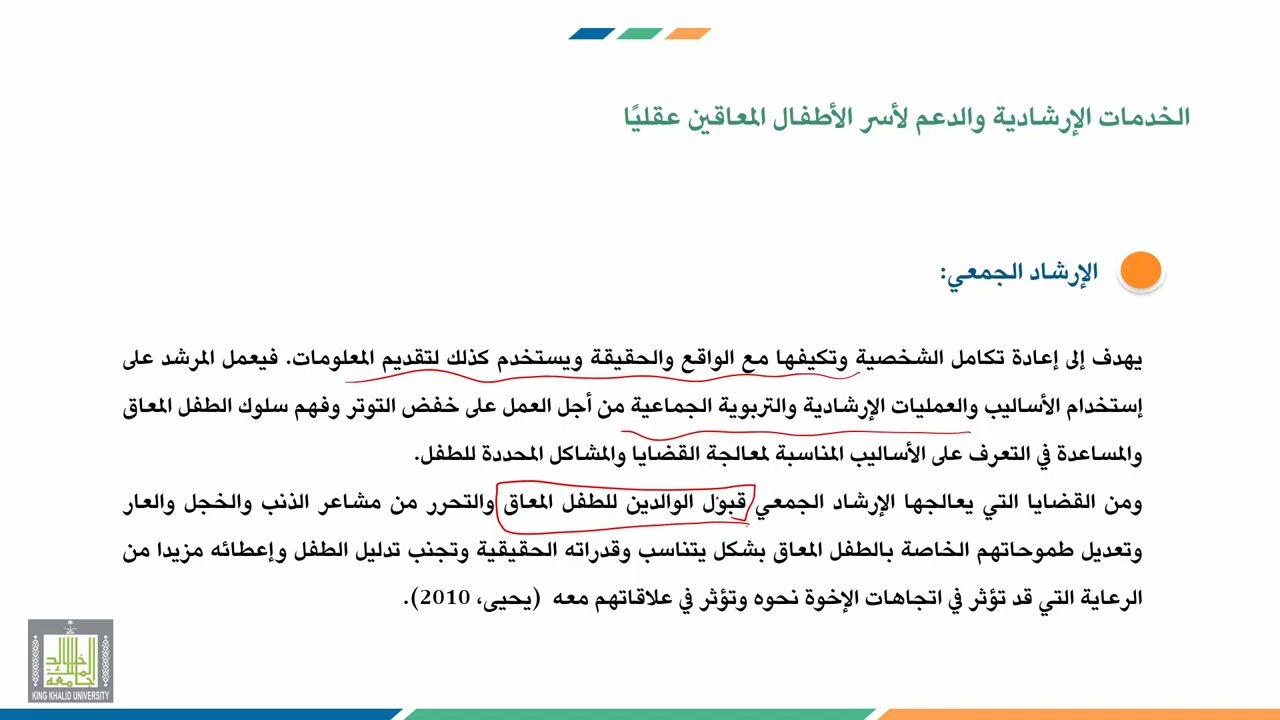 الخدمات الإرشادية والدعم لأسر الأطفال المعاقين عقليًا
الإرشاد الجمعي:
يهدف إلى إعادة تكامل الشخصية وتكيفها مع الواقع والحقيقة ويستخدم كذلك لتقديم المعلومات. فيعمل المرشد على
إستخدام الأساليب والعمليات الإرشادية والتربوية الجماعية من أجل العمل على خفض التوتر وفهم سلوك الطفل المعاق
والمساعدة في التعرف على الأساليب المناسبة لمعالجة القضايا والمشاكل المحددة للطفل.
ومن القضايا التي يعالجها الإرشاد الجمعي قبول الوالدين للطفل المعاق والتحرر من مشاعر الذنب والخجل والعار
وتعديل طموحاتهم الخاصة بالطفل المعاق بشكل يتناسب وقدراته الحقيقية وتجنب تدليل الطفل وإعطائه مزيدا من
الرعاية التي قد تؤثر في اتجاهات الإخوة نحوه وتؤثر في علاقاتهم معه (يحيى، 2010).
جامعة الملك خالد
KING KHALID UNIVERSITY